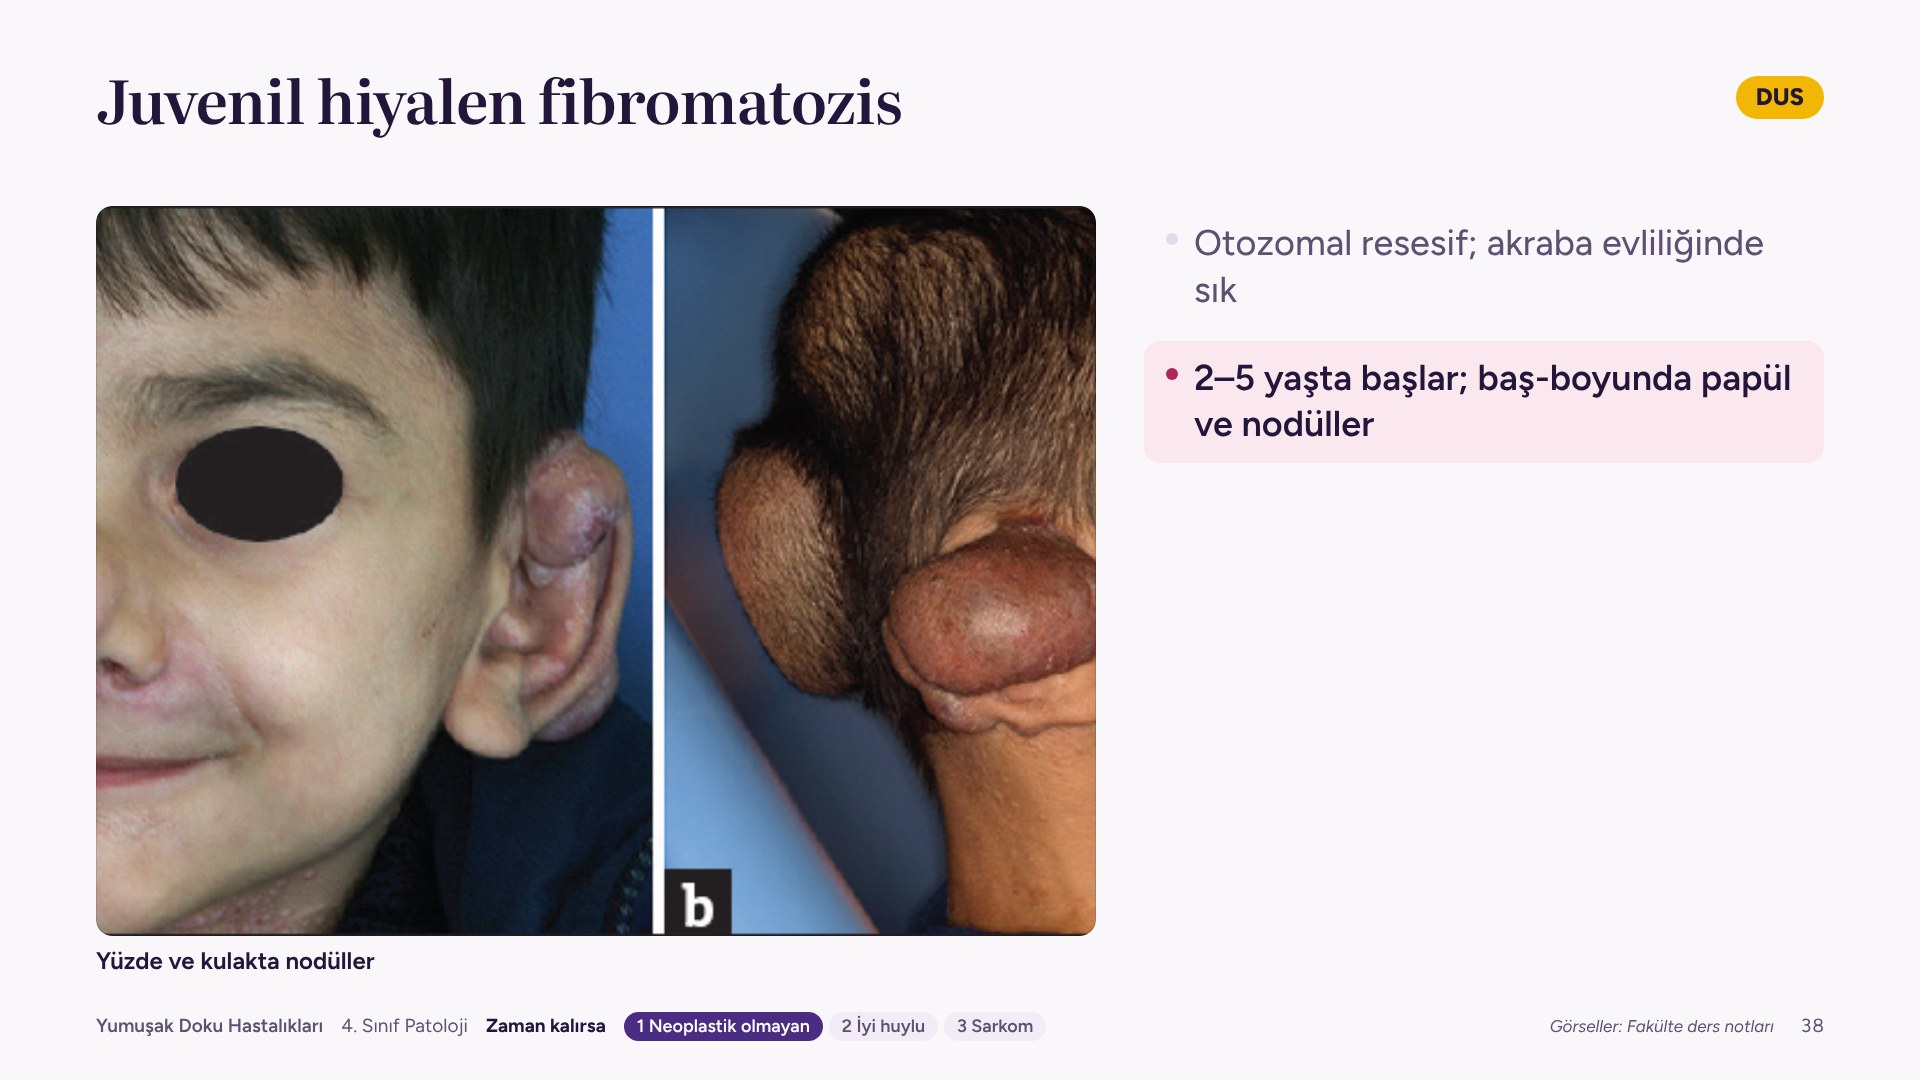 Juvenil hiyalen fibromatozis
DUS
Otozomal resesif; akraba evliliğinde
sık
2–5 yaşta başlar; baş-boyunda papül
ve nodüller
b
Yüzde ve kulakta nodüller
Yumuşak Doku Hastalıkları 4. Sınıf Patoloji Zaman kalırsa 1 Neoplastik olmayan 2 İyi huylu 3 Sarkom
Görseller: Fakülte ders notları 38